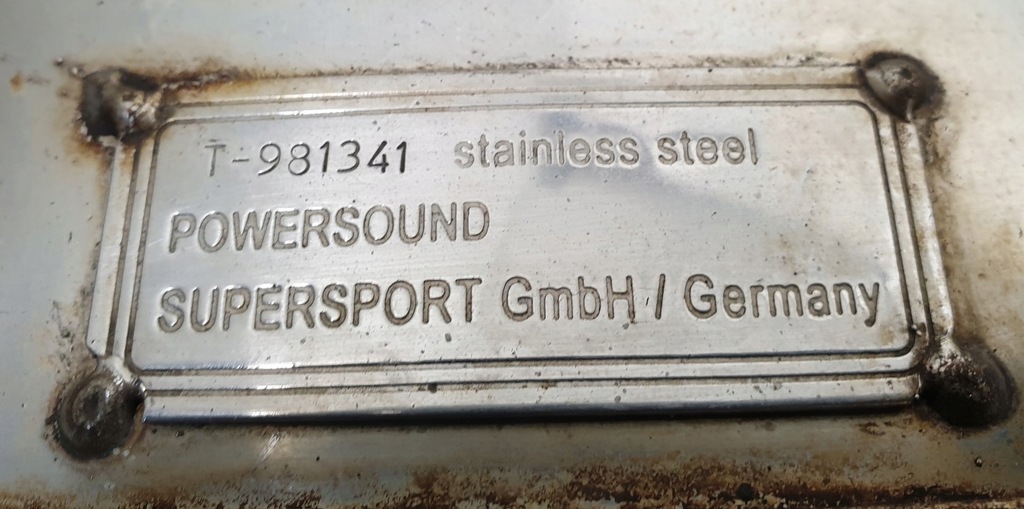 T-981341 stainless steel
POWERSOUND
SUPERSPORT GmbH / Germany